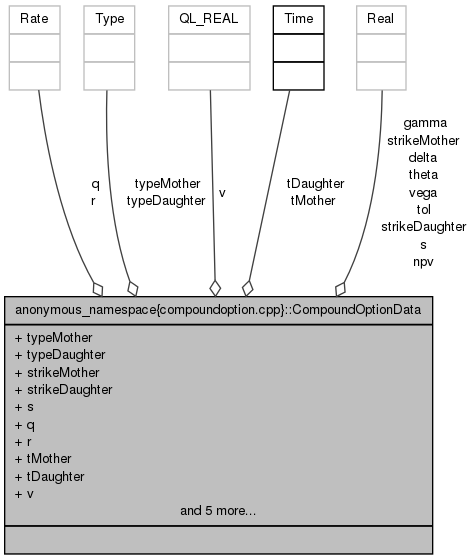 Rate
Type
QL_REAL
Time
Real
q
r
typeMother
typeDaughter
v
tDaughter
tMother
gamma
strikeMother
delta
theta
vega
tol
strikeDaughter
s
npv
anonymous_namespace{compoundoption.cpp}::CompoundOptionData
+ typeMother
+ typeDaughter
+ strikeMother
+ strikeDaughter
+ s
+ q
+ r
+ tMother
+ tDaughter
+ v
and 5 more...